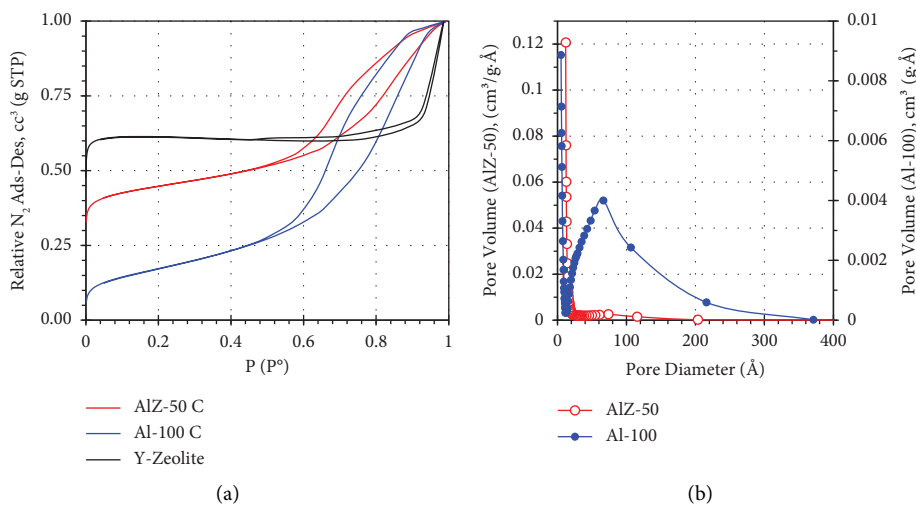 1.00
0.75
0.50
0.25
0.00
Relative N₂ Ads-Des, cc³ (g STP)
0 0.2 0.4 0.6 0.8 1
P (P°)
AlZ-50 C
Al-100 C
Y-Zeolite
(a)
0.12
0.1
0.08
0.06
0.04
0.02
0
Pore Volume (AlZ-50), (cm³/g·Å)
0.01
0.008
0.006
0.004
0.002
0
Pore Volume (Al-100), cm³ (g·Å)
0 100 200 300 400
Pore Diameter (Å)
AlZ-50
Al-100
(b)